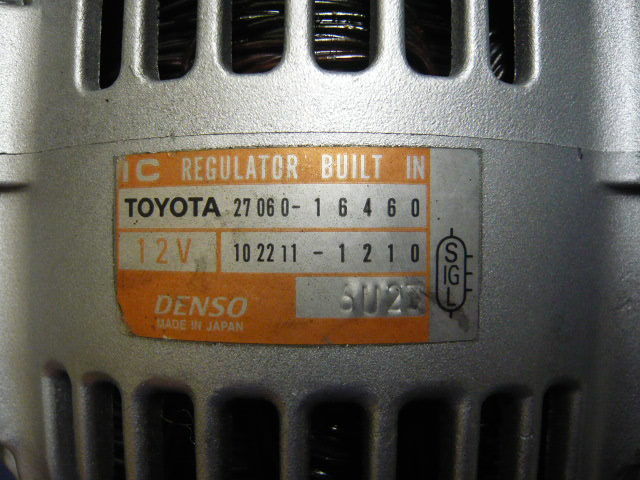 IC REGULATOR BUILT IN
TOYOTA 27060-16460
12V 102211-1210
DENSO
MADE IN JAPAN
S
IG
L